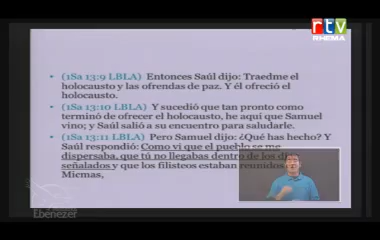 rtv
RHEMA
• (1Sa 13:9 LBLA) Entonces Saúl dijo: Traedme el
holocausto y las ofrendas de paz. Y él ofreció el
holocausto.
• (1Sa 13:10 LBLA) Y sucedió que tan pronto como
terminó de ofrecer el holocausto, he aquí que Samuel
vino; y Saúl salió a su encuentro para saludarle.
• (1Sa 13:11 LBLA) Pero Samuel dijo: ¿Qué has hecho? Y
Saúl respondió: Como vi que el pueblo se me
dispersaba, que tú no llegabas dentro de los días
señalados y que los filisteos estaban reunidos
Micmas,
Ebenezer